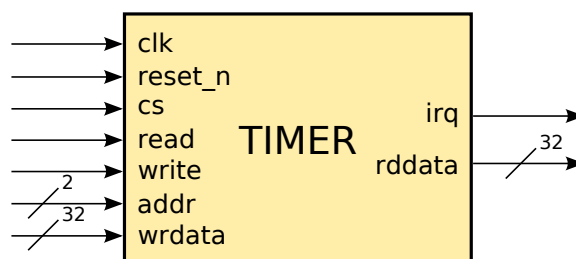 clk
reset_n
cs
read
write
2
addr
32
wrdata
TIMER
irq
rddata
32